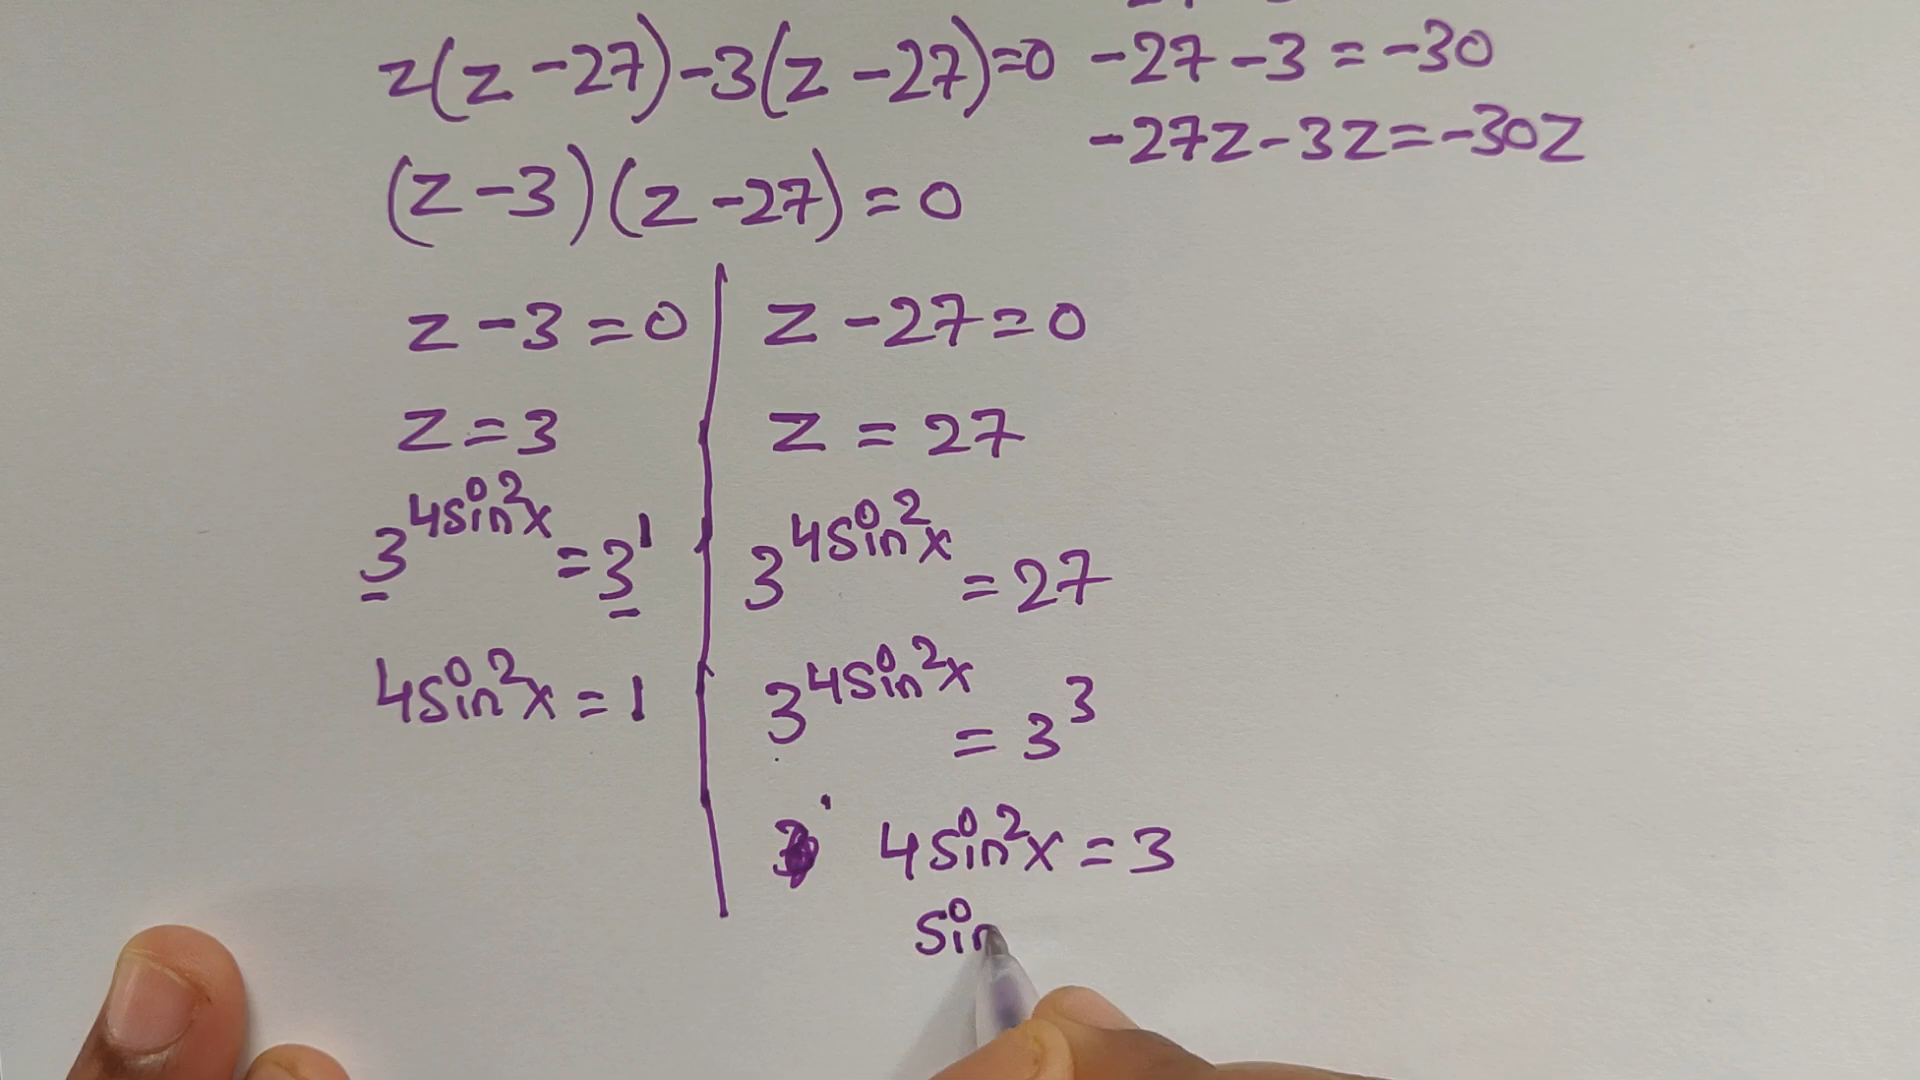 z(z-27)-3(z-27)=0
-27-3=-30
-27z-3z=-30z
(z-3)(z-27)=0
z-3=0
z=3
3^{4sin^2x}=3^1
4sin^2x=1
z-27=0
z=27
3^{4sin^2x}=27
3^{4sin^2x}=3^3
4sin^2x=3
sin